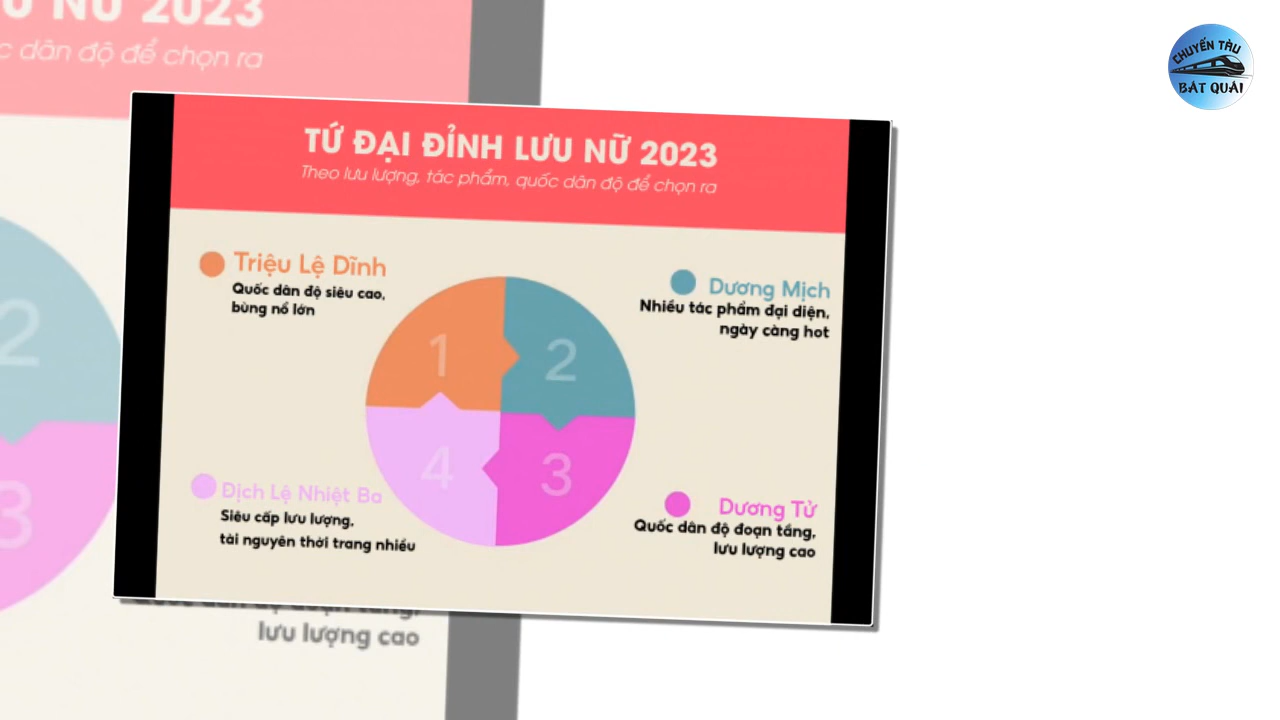 Ữ NỮ 2023
c dân độ để chọn ra
CHUYẾN TÀU
BÁT QUÁI
TỨ ĐẠI ĐỈNH LƯU NỮ 2023
Theo lưu lượng, tác phẩm, quốc dân độ để chọn ra
Triệu Lệ Dĩnh
Quốc dân độ siêu cao,
bùng nổ lớn
Dương Mịch
Nhiều tác phẩm đại diện,
ngày càng hot
1
2
4
3
Địch Lệ Nhiệt Ba
Siêu cấp lưu lượng,
tài nguyên thời trang nhiều
Dương Tử
Quốc dân độ đoạn tầng,
lưu lượng cao
2
3
lưu lượng cao